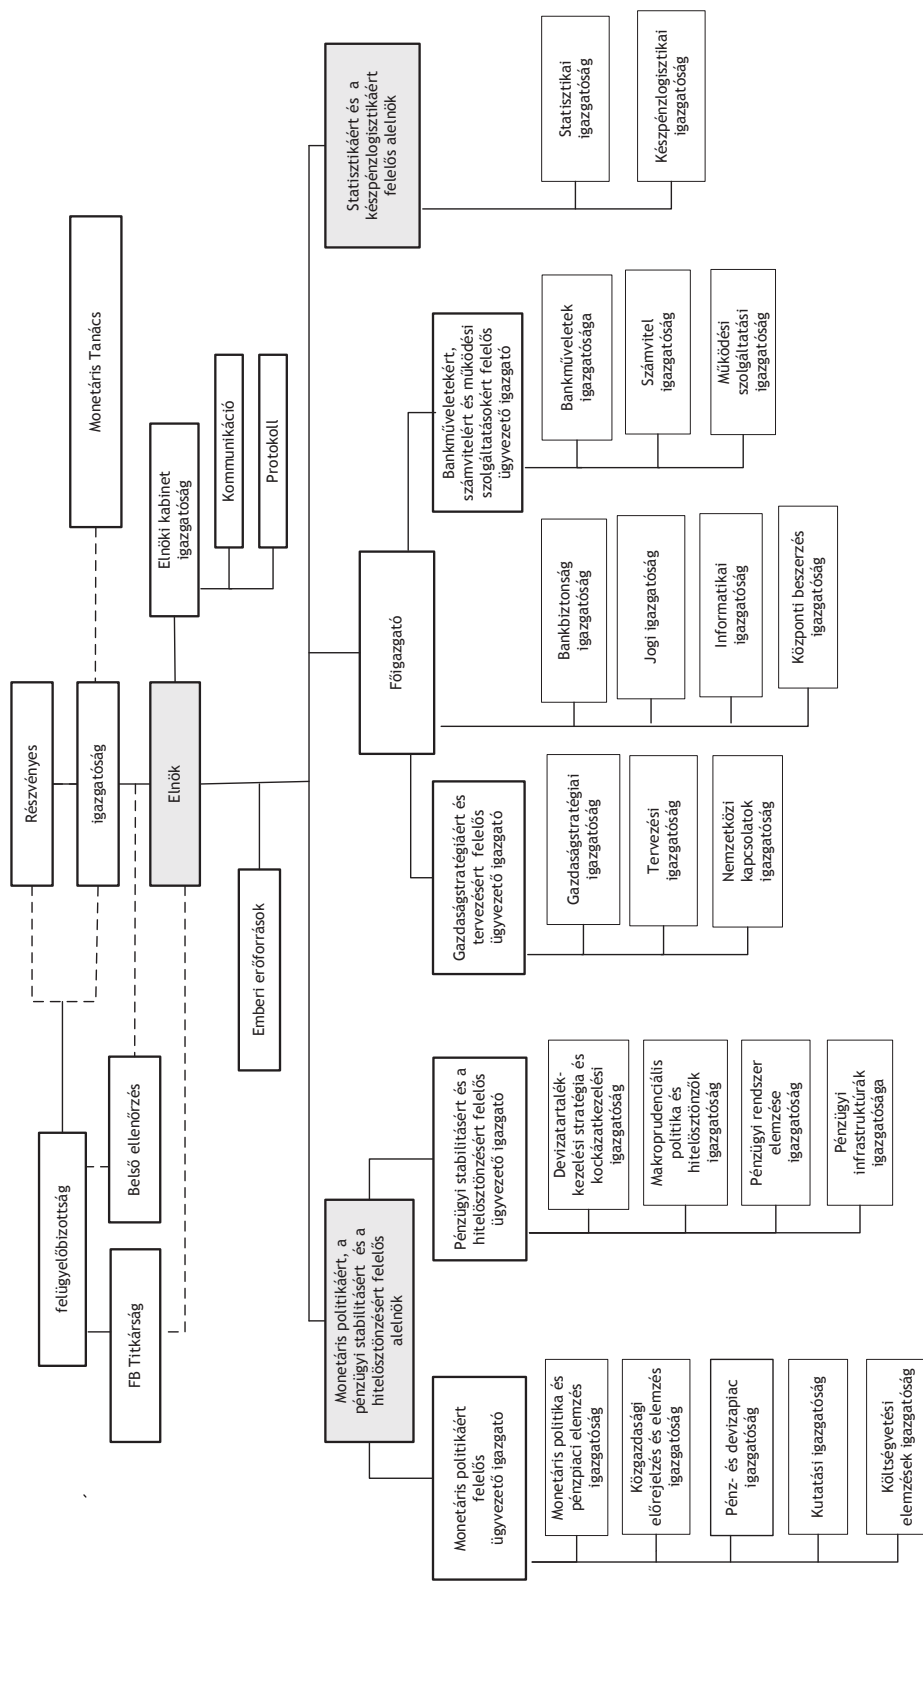 Részvényes
igazgatóság
Monetáris Tanács
felügyelőbizottság
FB Titkárság
Belső ellenőrzés
Elnök
Elnöki kabinet
igazgatóság
Kommunikáció
Protokoll
Emberi erőforrások
Monetáris politikáért, a
pénzügyi stabilitásért és a
hitelösztönzésért felelős
alelnök
Főigazgató
Statisztikáért és a
készpénzlogisztikáért
felelős alelnök
Monetáris politikáért
felelős
ügyvezető igazgató
Pénzügyi stabilitásért és a
hitelösztönzésért felelős
ügyvezető igazgató
Gazdaságstratégiáért és
tervezésért felelős
ügyvezető igazgató
Bankműveletekért,
számvitelért és működési
szolgáltatásokért felelős
ügyvezető igazgató
Monetáris politika és
pénzpiaci elemzés
igazgatóság
Közgazdasági
előrejelzés és elemzés
igazgatóság
Pénz- és devizapiac
igazgatóság
Kutatási igazgatóság
Költségvetési
elemzések igazgatóság
Devizatartalék-
kezelési stratégia és
kockázatkezelési
igazgatóság
Makroprudenciális
politika és
hitelösztönzők
igazgatóság
Pénzügyi rendszer
elemzése
igazgatóság
Pénzügyi
infrastruktúrák
igazgatósága
Gazdaságstratégiai
igazgatóság
Tervezési
igazgatóság
Nemzetközi
kapcsolatok
igazgatóság
Bankbiztonság
igazgatóság
Jogi igazgatóság
Informatikai
igazgatóság
Központi beszerzés
igazgatóság
Bankműveletek
igazgatósága
Számvitel
igazgatóság
Működési
szolgáltatási
igazgatóság
Statisztikai
igazgatóság
Készpénzlogisztikai
igazgatóság